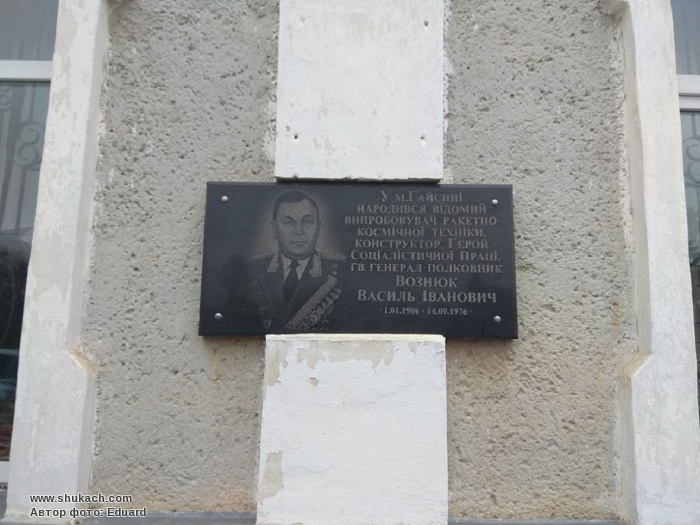 У м. Гайсині
народився відомий
випробовувач ракетно-
космічної техніки,
конструктор, Герой
Соціалістичної Праці,
гв генерал-полковник
Вознюк
Василь Іванович
· 1.01.1906 · 14.09.1976 ·
www.shukach.com
Автор фото: Eduard